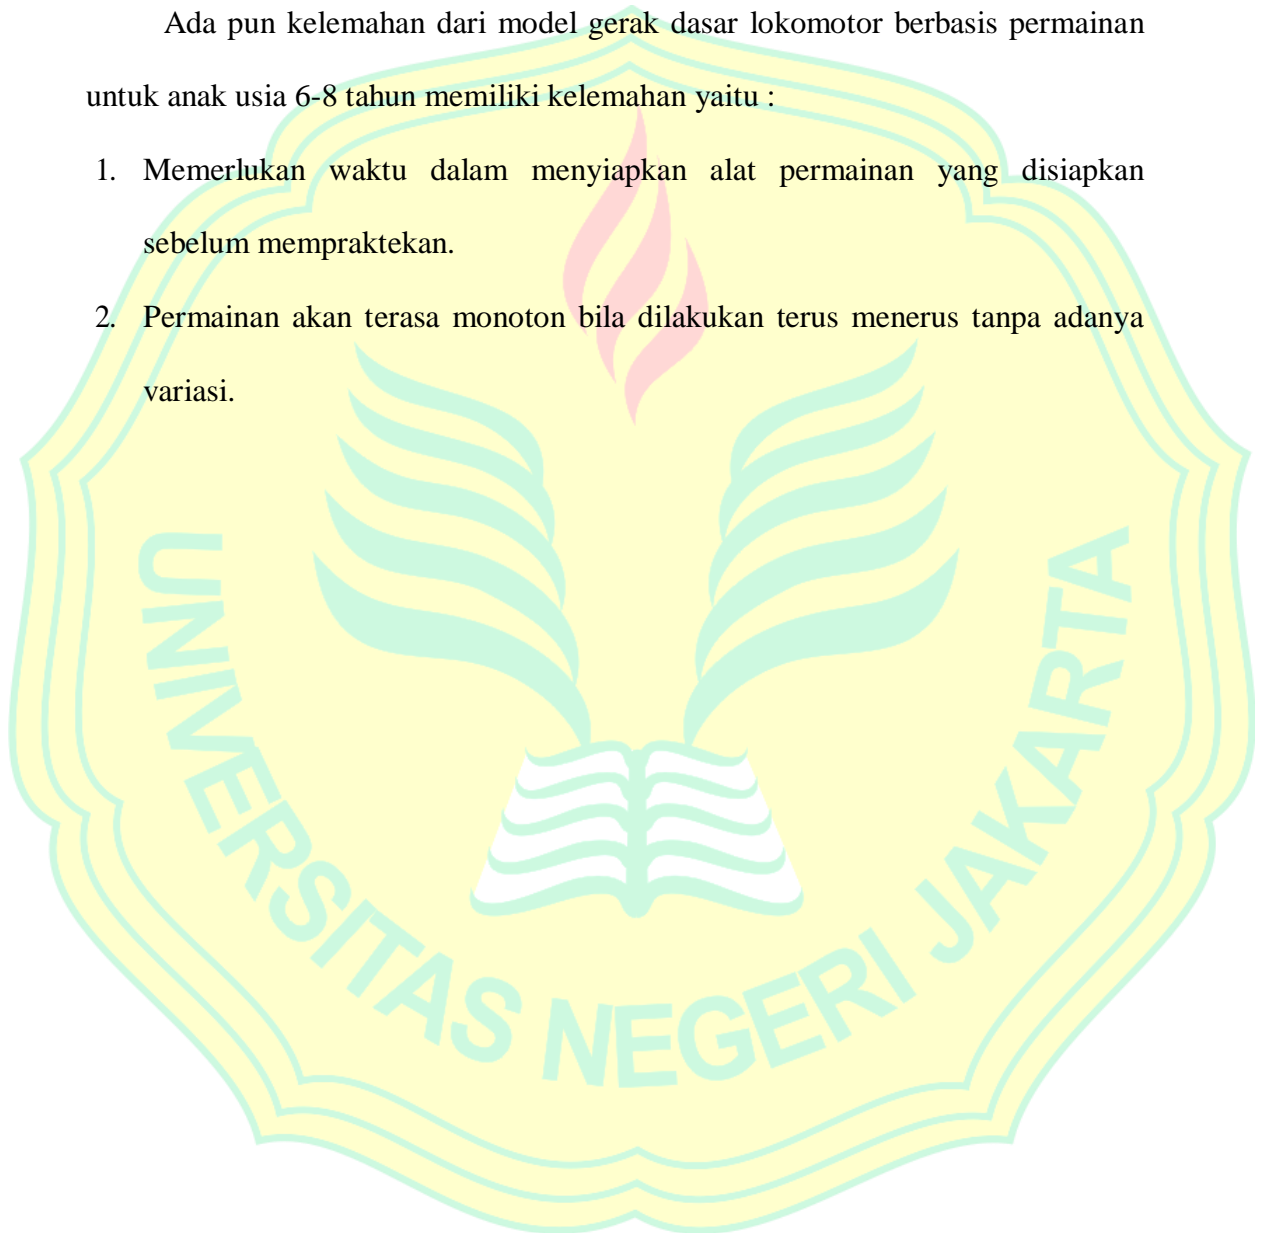 Ada pun kelemahan dari model gerak dasar lokomotor berbasis permainan
untuk anak usia 6-8 tahun memiliki kelemahan yaitu :
1. Memerlukan waktu dalam menyiapkan alat permainan yang disiapkan
sebelum mempraktekan.
2. Permainan akan terasa monoton bila dilakukan terus menerus tanpa adanya
variasi.
UNIVERSITAS NEGERI JAKARTA